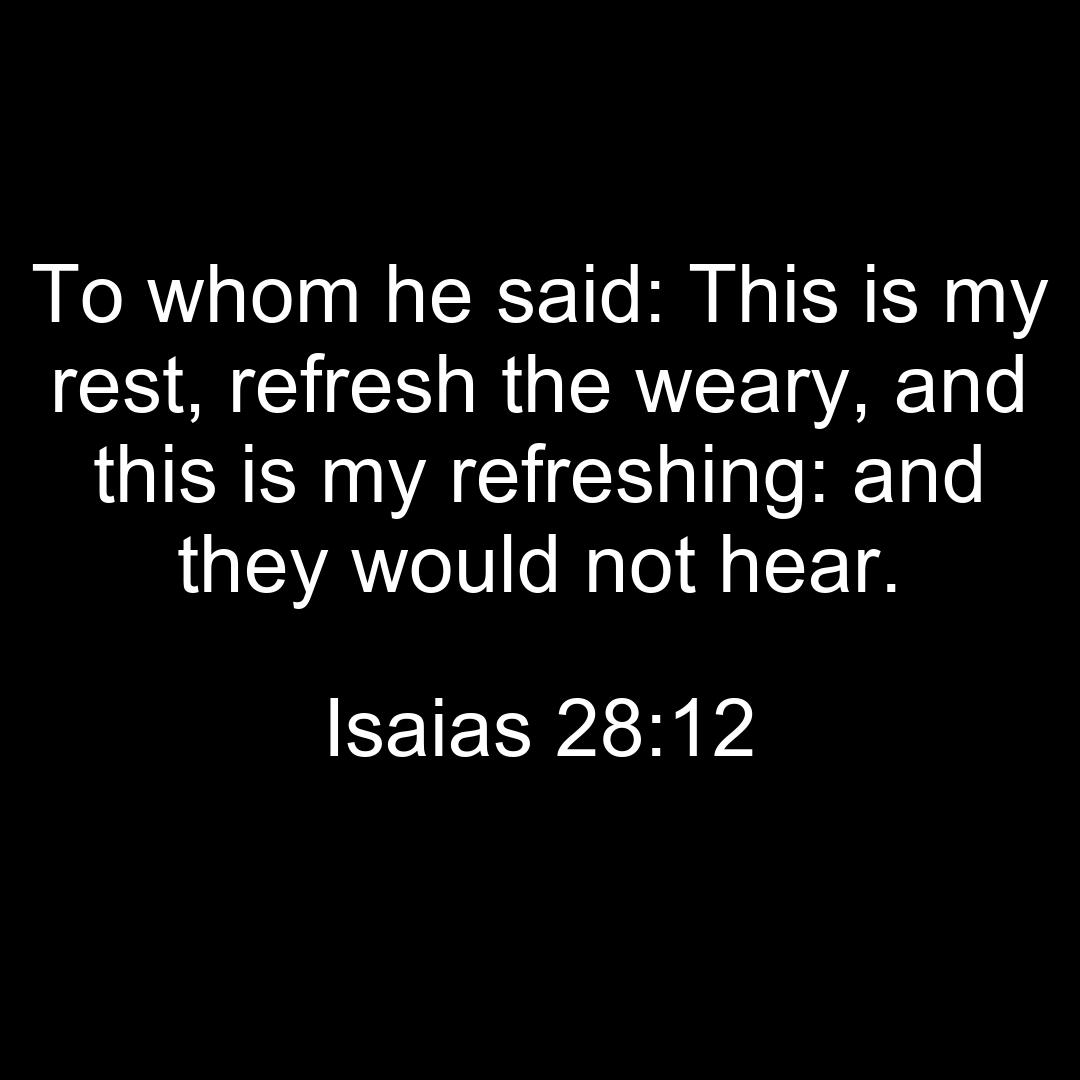 To whom he said: This is my
rest, refresh the weary, and
this is my refreshing: and
they would not hear.
Isaias 28:12